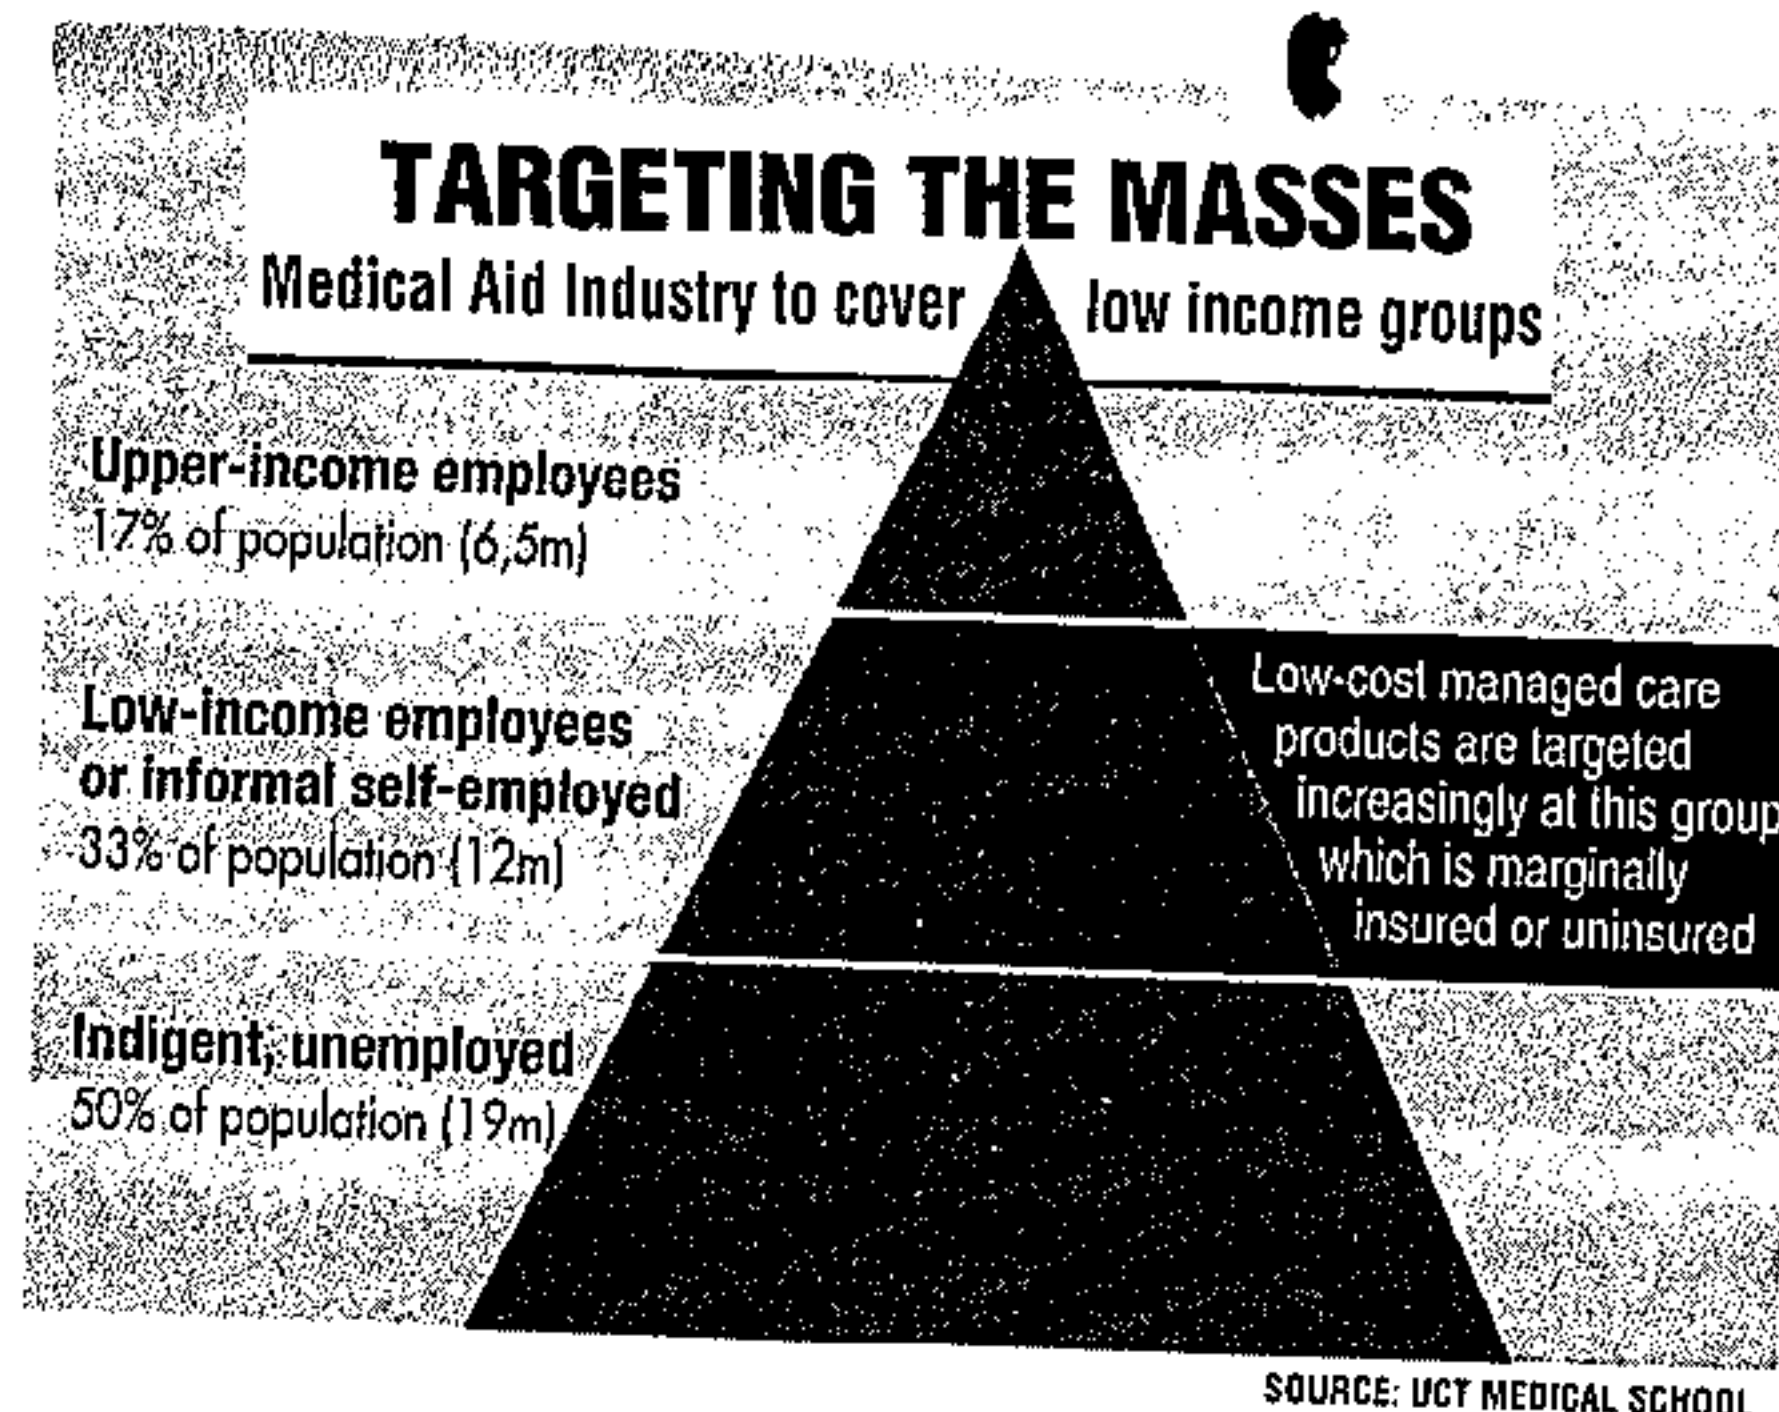 TARGETING THE MASSES
Medical Aid Industry to cover low income groups
Upper-income employees
17% of population (6,5m)
Low-income employees
or informal self-employed
33% of population (12m)
Low-cost managed care
products are targeted
increasingly at this group
which is marginally
insured or uninsured
Indigent, unemployed
50% of population (19m)
SOURCE: UCT MEDICAL SCHOOL